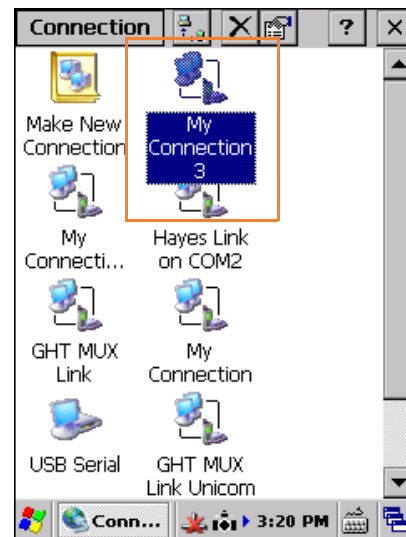 Connection ? ×
Make New
Connection
My
Connection
3
My
Connecti...
Hayes Link
on COM2
GHT MUX
Link
My
Connection
USB Serial
GHT MUX
Link Unicom
Conn... 3:20 PM